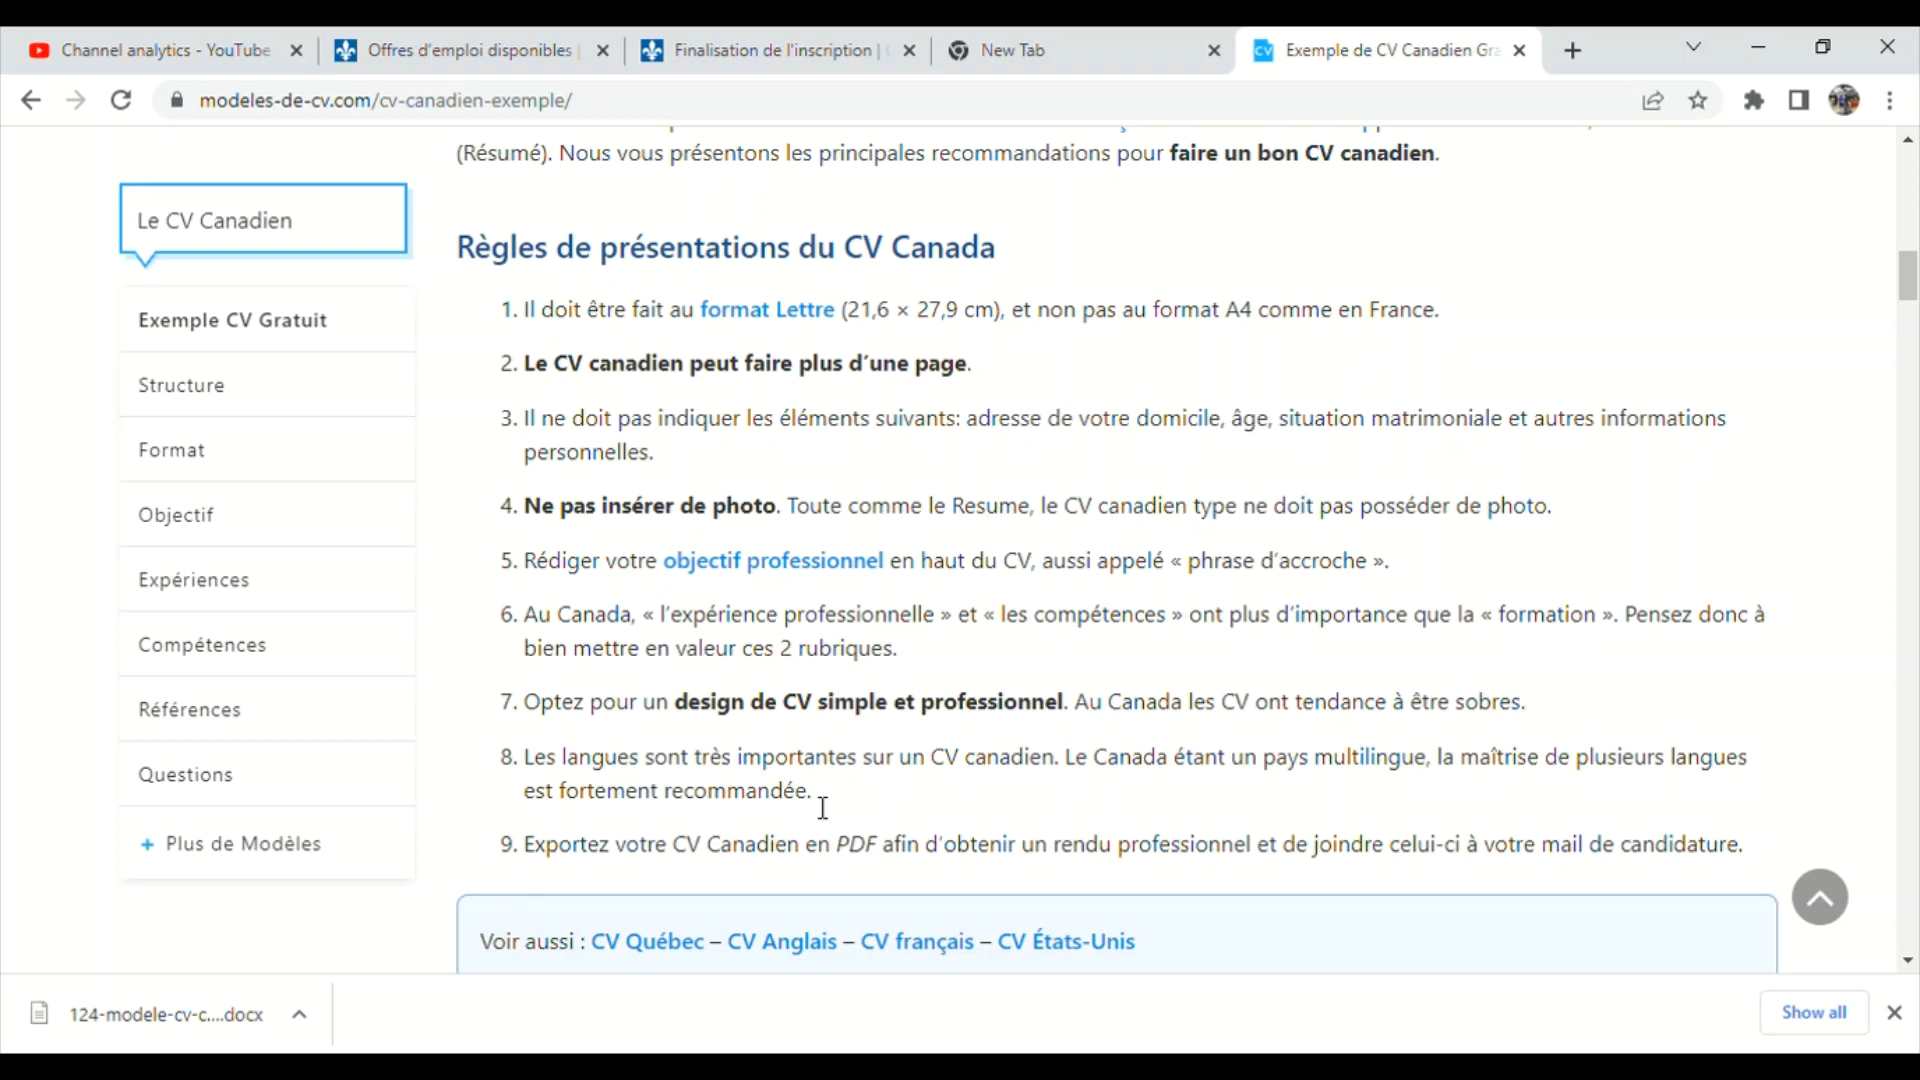 Channel analytics - YouTube
Offres d'emploi disponibles |
Finalisation de l'inscription |
New Tab
CV
Exemple de CV Canadien Gra
modeles-de-cv.com/cv-canadien-exemple/
(Résumé). Nous vous présentons les principales recommandations pour faire un bon CV canadien.
Le CV Canadien
Exemple CV Gratuit
Structure
Format
Objectif
Expériences
Compétences
Références
Questions
+ Plus de Modèles
Règles de présentations du CV Canada
1. Il doit être fait au format Lettre (21,6 × 27,9 cm), et non pas au format A4 comme en France.
2. Le CV canadien peut faire plus d'une page.
3. Il ne doit pas indiquer les éléments suivants: adresse de votre domicile, âge, situation matrimoniale et autres informations
personnelles.
4. Ne pas insérer de photo. Toute comme le Resume, le CV canadien type ne doit pas posséder de photo.
5. Rédiger votre objectif professionnel en haut du CV, aussi appelé « phrase d'accroche ».
6. Au Canada, « l'expérience professionnelle » et « les compétences » ont plus d'importance que la « formation ». Pensez donc à
bien mettre en valeur ces 2 rubriques.
7. Optez pour un design de CV simple et professionnel. Au Canada les CV ont tendance à être sobres.
8. Les langues sont très importantes sur un CV canadien. Le Canada étant un pays multilingue, la maîtrise de plusieurs langues
est fortement recommandée.
9. Exportez votre CV Canadien en PDF afin d'obtenir un rendu professionnel et de joindre celui-ci à votre mail de candidature.
Voir aussi : CV Québec – CV Anglais – CV français – CV États-Unis
124-modele-cv-c....docx
Show all